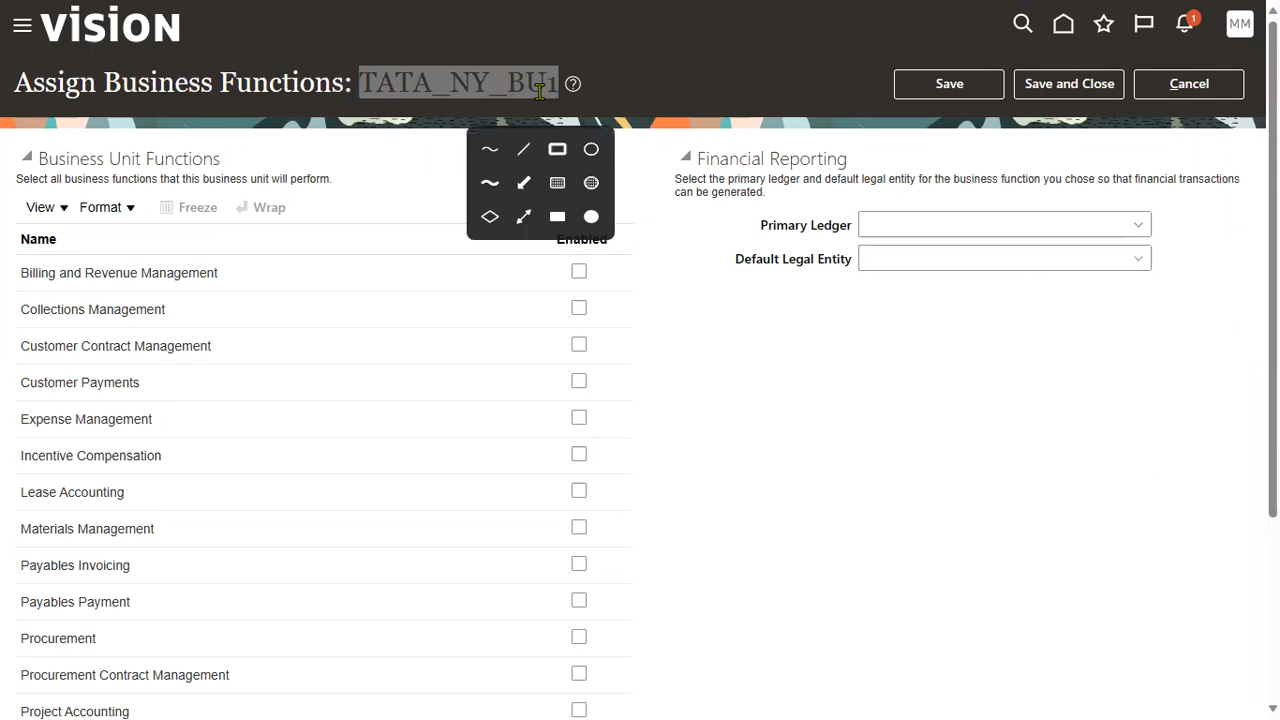 vision
1
MM
Assign Business Functions: TATA_NY_BU1
?
Save
Save and Close
Cancel
Business Unit Functions
Select all business functions that this business unit will perform.
View Format Freeze Wrap
Name Enabled
Billing and Revenue Management
Collections Management
Customer Contract Management
Customer Payments
Expense Management
Incentive Compensation
Lease Accounting
Materials Management
Payables Invoicing
Payables Payment
Procurement
Procurement Contract Management
Project Accounting
Financial Reporting
Select the primary ledger and default legal entity for the business function you chose so that financial transactions
can be generated.
Primary Ledger
Default Legal Entity